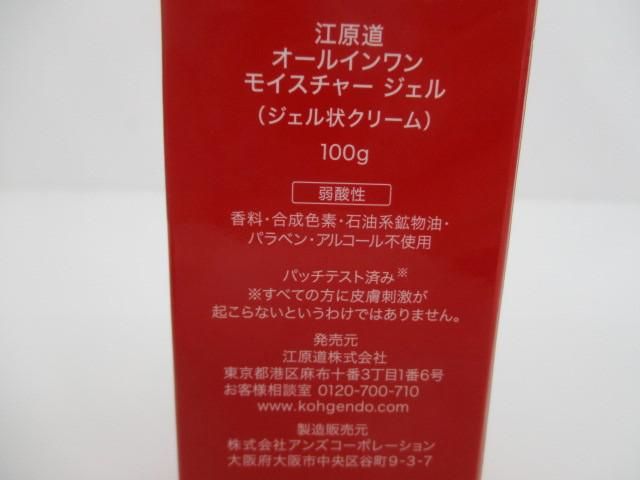 江原道
オールインワン
モイスチャー ジェル
（ジェル状クリーム）
100g
弱酸性
香料・合成色素・石油系鉱物油・
パラベン・アルコール不使用
パッチテスト済み※
※すべての方に皮膚刺激が
起こらないというわけではありません。
発売元
江原道株式会社
東京都港区麻布十番3丁目1番6号
お客様相談室 0120-700-710
www.kohgendo.com
製造販売元
株式会社アンズコーポレーション
大阪府大阪市中央区谷町9-3-7